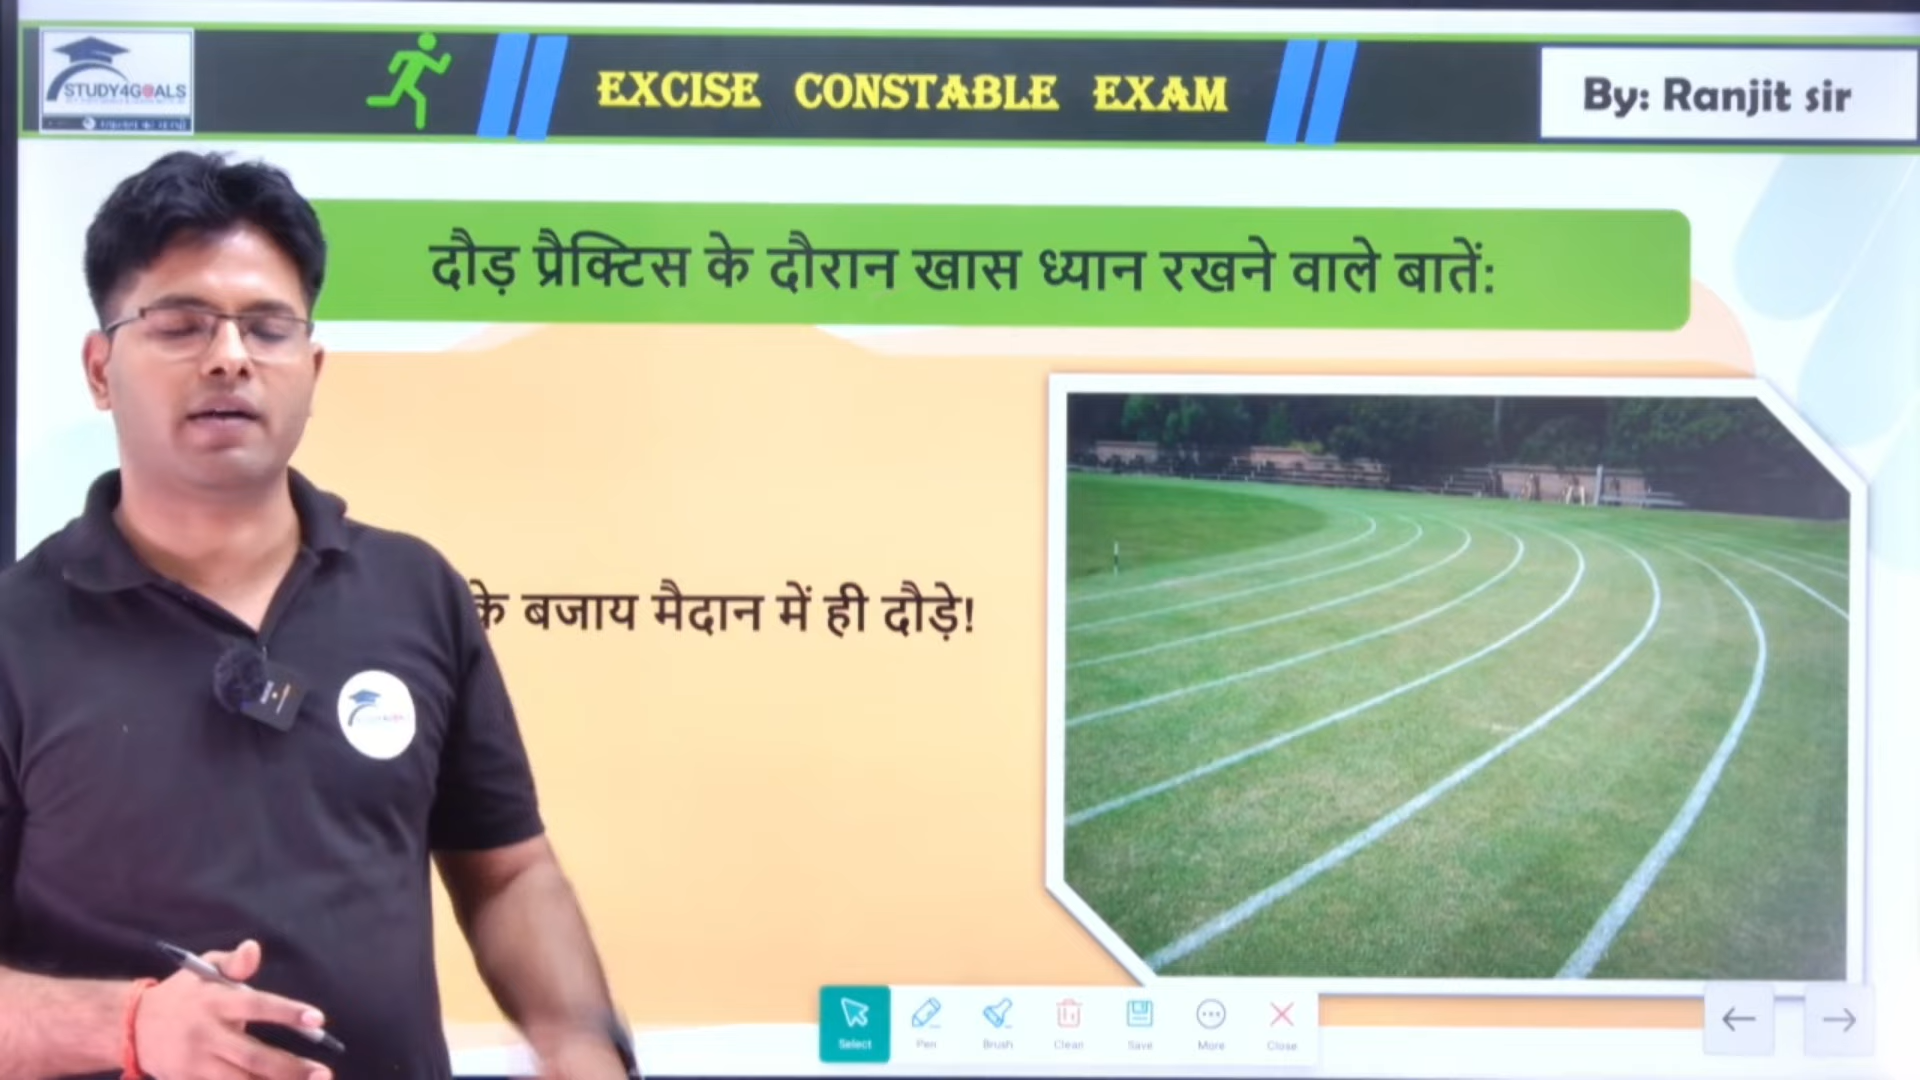 STUDY4GOALS
EXCISE CONSTABLE EXAM
By: Ranjit sir
दौड़ प्रैक्टिस के दौरान खास ध्यान रखने वाले बातें:
के बजाय मैदान में ही दौड़े!
Select
Pen
Brush
Clean
Save
More
Close